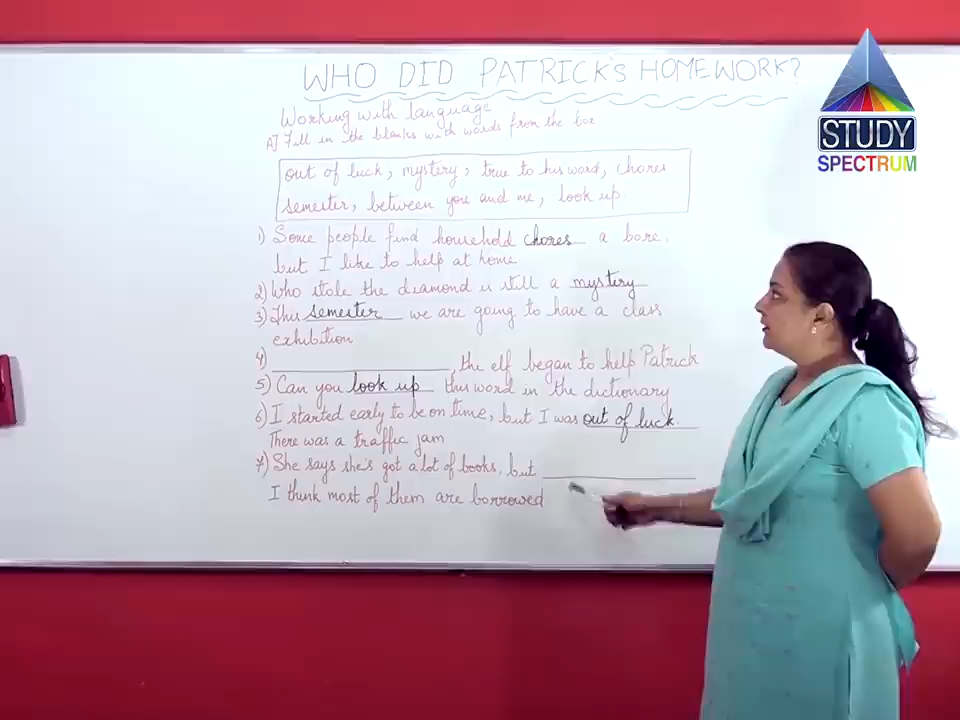 WHO DID PATRICK'S HOMEWORK?
STUDY
SPECTRUM
Working with language
A] Fill in the blanks with words from the box
out of luck, mystery, true to his word, chores
semester, between you and me, look up.
1) Some people find household chores a bore,
but I like to help at home
2) Who stole the diamond is still a mystery
3) This semester we are going to have a class
exhibition
4) , the elf began to help Patrick
5) Can you look up this word in the dictionary
6) I started early to be on time, but I was out of luck.
There was a traffic jam
7) She says she's got a lot of books, but
I think most of them are borrowed